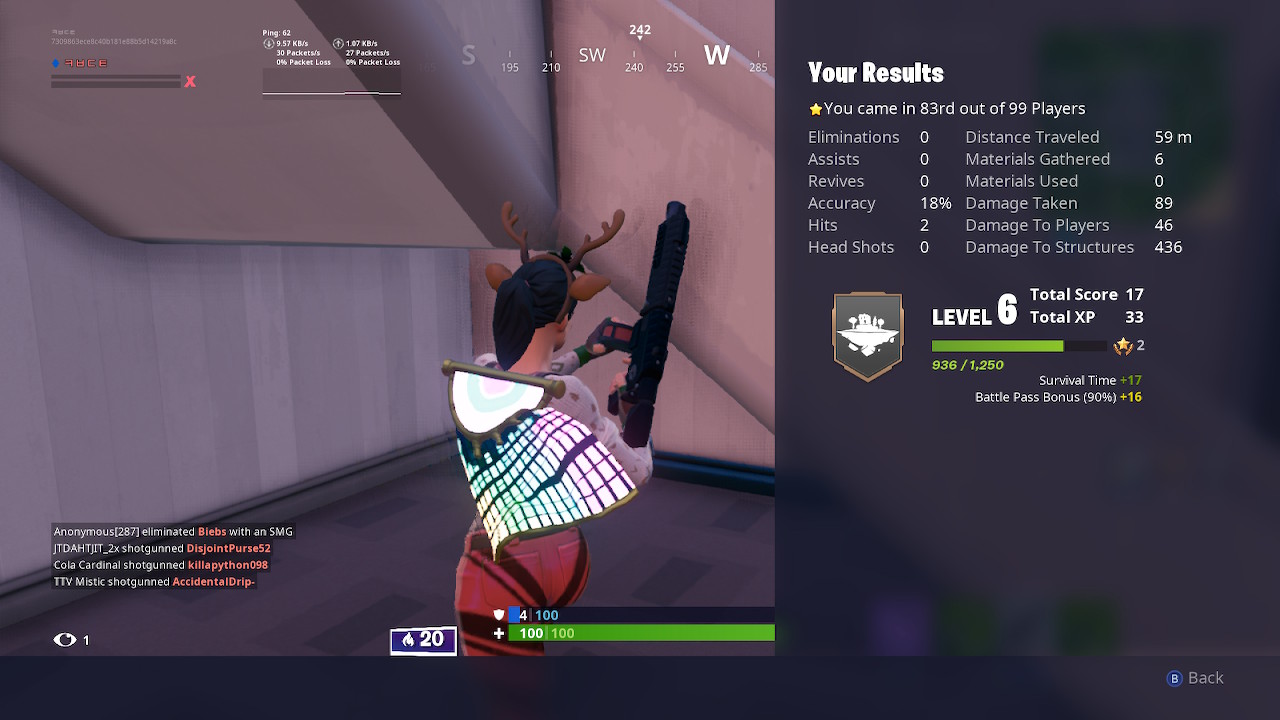 Ping: 62
9.57 KB/s 1.07 KB/s
30 Packets/s 27 Packets/s
0% Packet Loss 0% Packet Loss
242
S 195 210 SW 240 255 W 285
X
Your Results
You came in 83rd out of 99 Players
Eliminations 0 Distance Traveled 59 m
Assists 0 Materials Gathered 6
Revives 0 Materials Used 0
Accuracy 18% Damage Taken 89
Hits 2 Damage To Players 46
Head Shots 0 Damage To Structures 436
LEVEL 6
Total Score 17
Total XP 33
2
936 / 1,250
Survival Time +17
Battle Pass Bonus (90%) +16
Anonymous[287] eliminated Biebs with an SMG
JTDAHTJIT_2x shotgunned DisjointPurse52
Cola Cardinal shotgunned killapython098
TTV Mistic shotgunned AccidentalDrip-
1
20
4 | 100
100 | 100
B Back